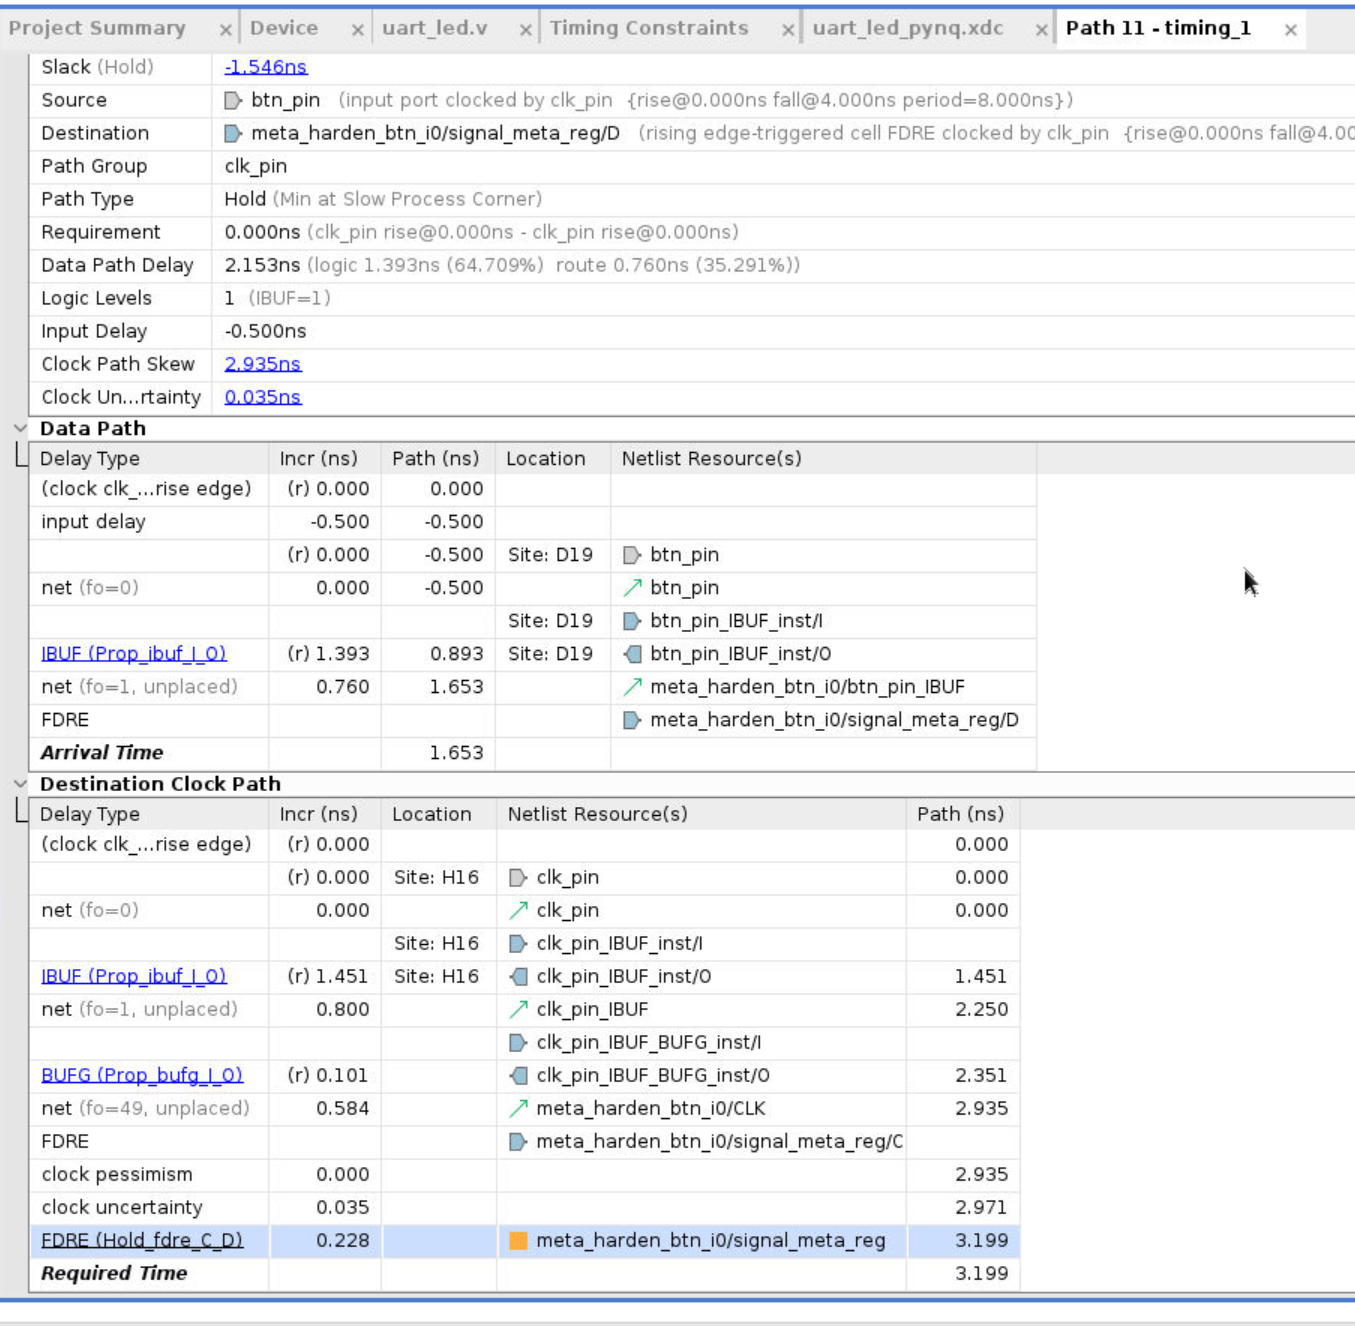 Project Summary × Device × uart_led.v × Timing Constraints × uart_led_pynq.xdc × Path 11 - timing_1 ×
Slack (Hold) -1.546ns
Source btn_pin (input port clocked by clk_pin {rise@0.000ns fall@4.000ns period=8.000ns})
Destination meta_harden_btn_i0/signal_meta_reg/D (rising edge-triggered cell FDRE clocked by clk_pin {rise@0.000ns fall@4.00
Path Group clk_pin
Path Type Hold (Min at Slow Process Corner)
Requirement 0.000ns (clk_pin rise@0.000ns - clk_pin rise@0.000ns)
Data Path Delay 2.153ns (logic 1.393ns (64.709%) route 0.760ns (35.291%))
Logic Levels 1 (IBUF=1)
Input Delay -0.500ns
Clock Path Skew 2.935ns
Clock Un...rtainty 0.035ns
Data Path
Delay Type Incr (ns) Path (ns) Location Netlist Resource(s)
(clock clk_...rise edge) (r) 0.000 0.000
input delay -0.500 -0.500
(r) 0.000 -0.500 Site: D19 btn_pin
net (fo=0) 0.000 -0.500 btn_pin
Site: D19 btn_pin_IBUF_inst/I
IBUF (Prop_ibuf_I_O) (r) 1.393 0.893 Site: D19 btn_pin_IBUF_inst/O
net (fo=1, unplaced) 0.760 1.653 meta_harden_btn_i0/btn_pin_IBUF
FDRE meta_harden_btn_i0/signal_meta_reg/D
Arrival Time 1.653
Destination Clock Path
Delay Type Incr (ns) Location Netlist Resource(s) Path (ns)
(clock clk_...rise edge) (r) 0.000 0.000
(r) 0.000 Site: H16 clk_pin 0.000
net (fo=0) 0.000 clk_pin 0.000
Site: H16 clk_pin_IBUF_inst/I
IBUF (Prop_ibuf_I_O) (r) 1.451 Site: H16 clk_pin_IBUF_inst/O 1.451
net (fo=1, unplaced) 0.800 clk_pin_IBUF 2.250
clk_pin_IBUF_BUFG_inst/I
BUFG (Prop_bufg_I_O) (r) 0.101 clk_pin_IBUF_BUFG_inst/O 2.351
net (fo=49, unplaced) 0.584 meta_harden_btn_i0/CLK 2.935
FDRE meta_harden_btn_i0/signal_meta_reg/C
clock pessimism 0.000 2.935
clock uncertainty 0.035 2.971
FDRE (Hold_fdre_C_D) 0.228 meta_harden_btn_i0/signal_meta_reg 3.199
Required Time 3.199